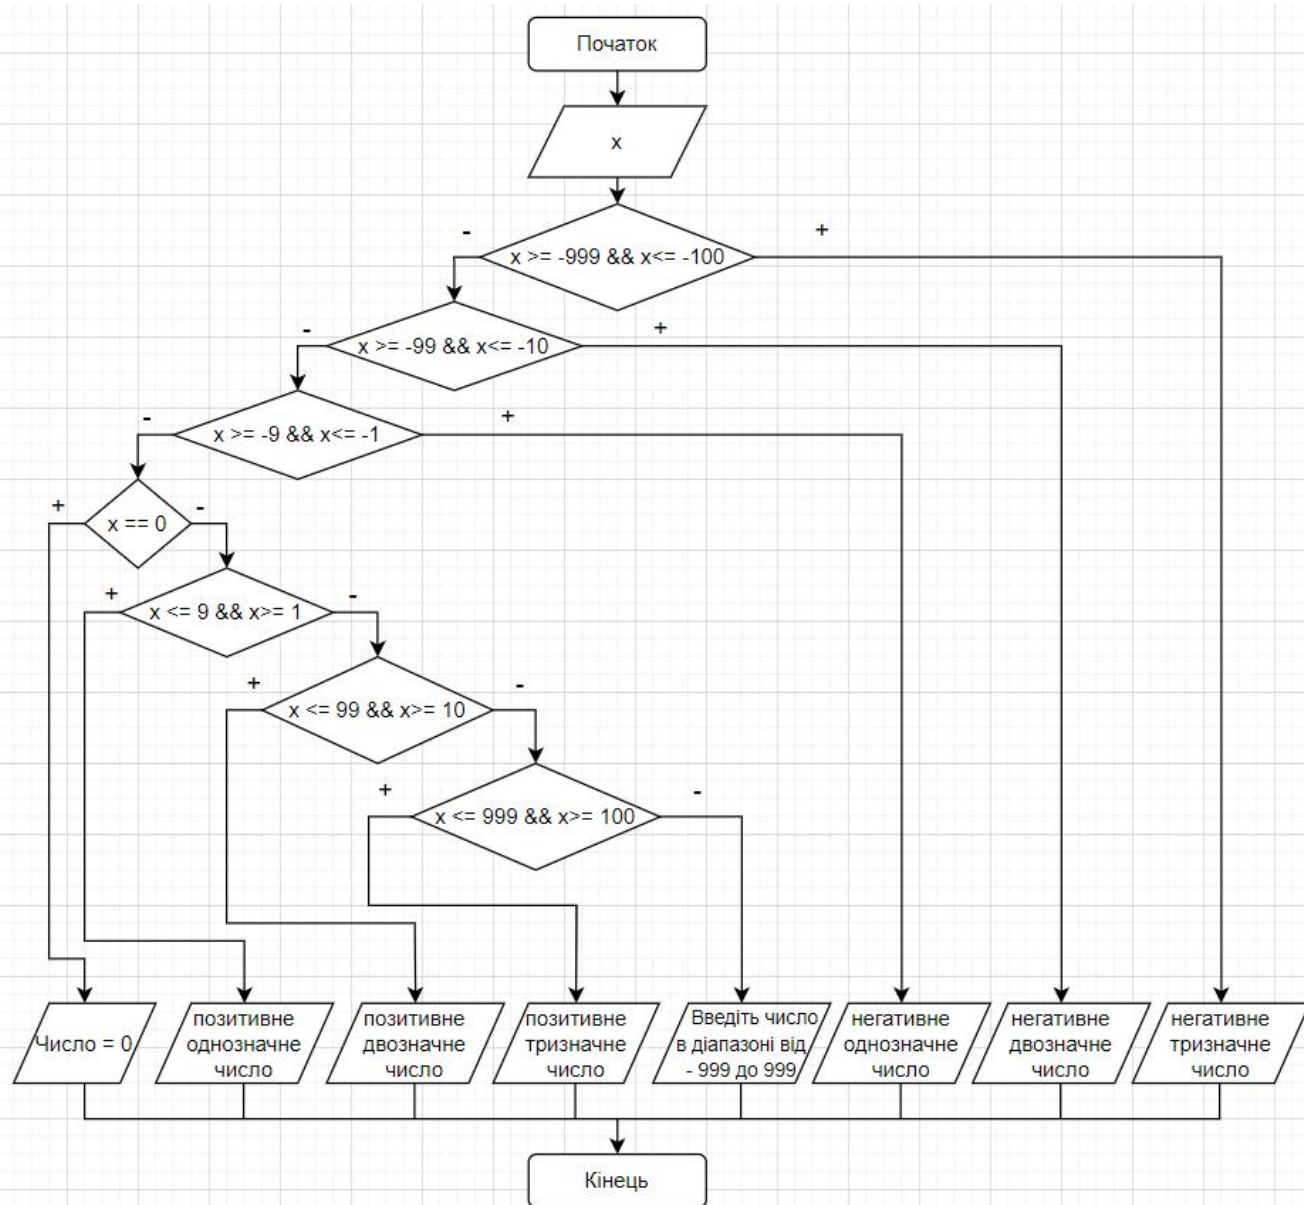 Початок
x
-
+
x >= -999 && x<= -100
-
+
x >= -99 && x<= -10
-
+
x >= -9 && x<= -1
+
-
x == 0
+
-
x <= 9 && x>= 1
+
-
x <= 99 && x>= 10
+
-
x <= 999 && x>= 100
Число = 0
позитивне
однозначне
число
позитивне
двозначне
число
позитивне
тризначне
число
Введіть число
в діапазоні від
- 999 до 999
негативне
однозначне
число
негативне
двозначне
число
негативне
тризначне
число
Кінець